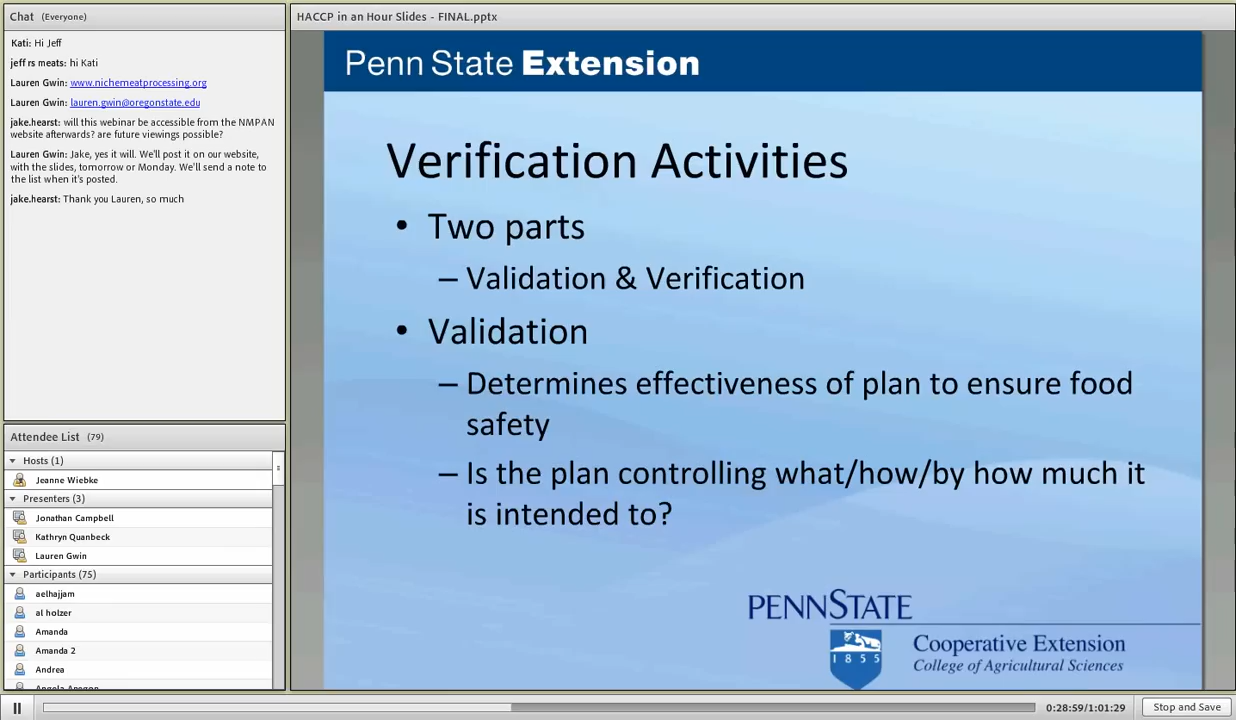 Chat (Everyone)
Kati: Hi Jeff
jeff rs meats: hi Kati
Lauren Gwin: www.nichemeatprocessing.org
Lauren Gwin: lauren.gwin@oregonstate.edu
jake.hearst: will this webinar be accessible from the NMPAN
website afterwards? are future viewings possible?
Lauren Gwin: Jake, yes it will. We'll post it on our website,
with the slides, tomorrow or Monday. We'll send a note to
the list when it's posted.
jake.hearst: Thank you Lauren, so much
Attendee List (79)
Hosts (1)
Jeanne Wiebke
Presenters (3)
Jonathan Campbell
Kathryn Quanbeck
Lauren Gwin
Participants (75)
aelhajjam
al holzer
Amanda
Amanda 2
Andrea
Angela Aragon
HACCP in an Hour Slides - FINAL.pptx
Penn State Extension
Verification Activities
• Two parts
– Validation & Verification
• Validation
– Determines effectiveness of plan to ensure food
safety
– Is the plan controlling what/how/by how much it
is intended to?
PENNSTATE
1855
Cooperative Extension
College of Agricultural Sciences
0:28:59/1:01:29
Stop and Save